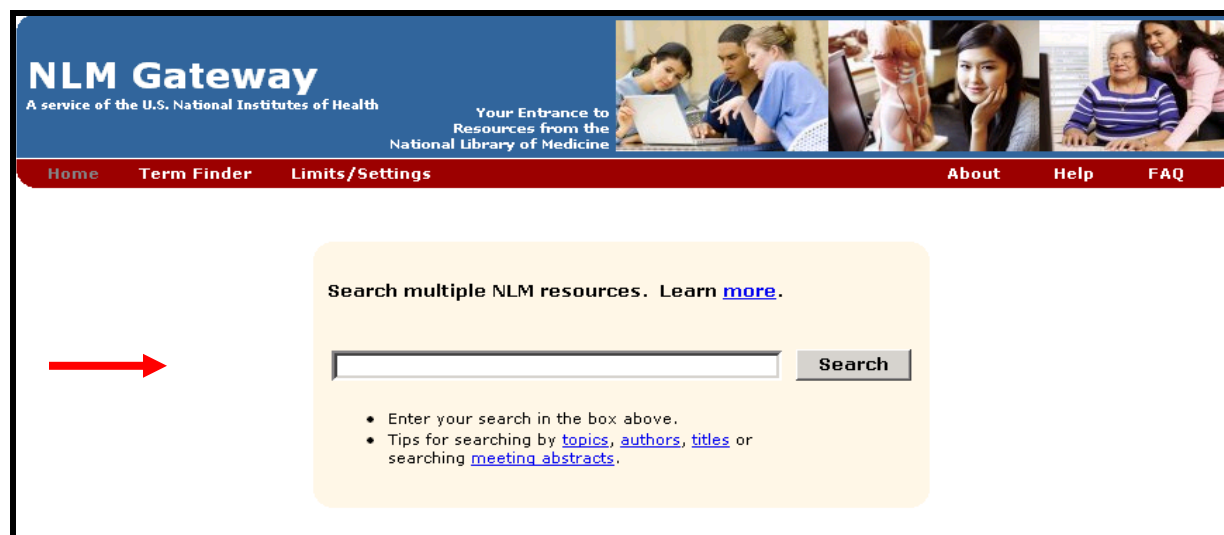 NLM Gateway
A service of the U.S. National Institutes of Health
Your Entrance to
Resources from the
National Library of Medicine
Home Term Finder Limits/Settings About Help FAQ
Search multiple NLM resources. Learn more.
Search
• Enter your search in the box above.
• Tips for searching by topics, authors, titles or
searching meeting abstracts.